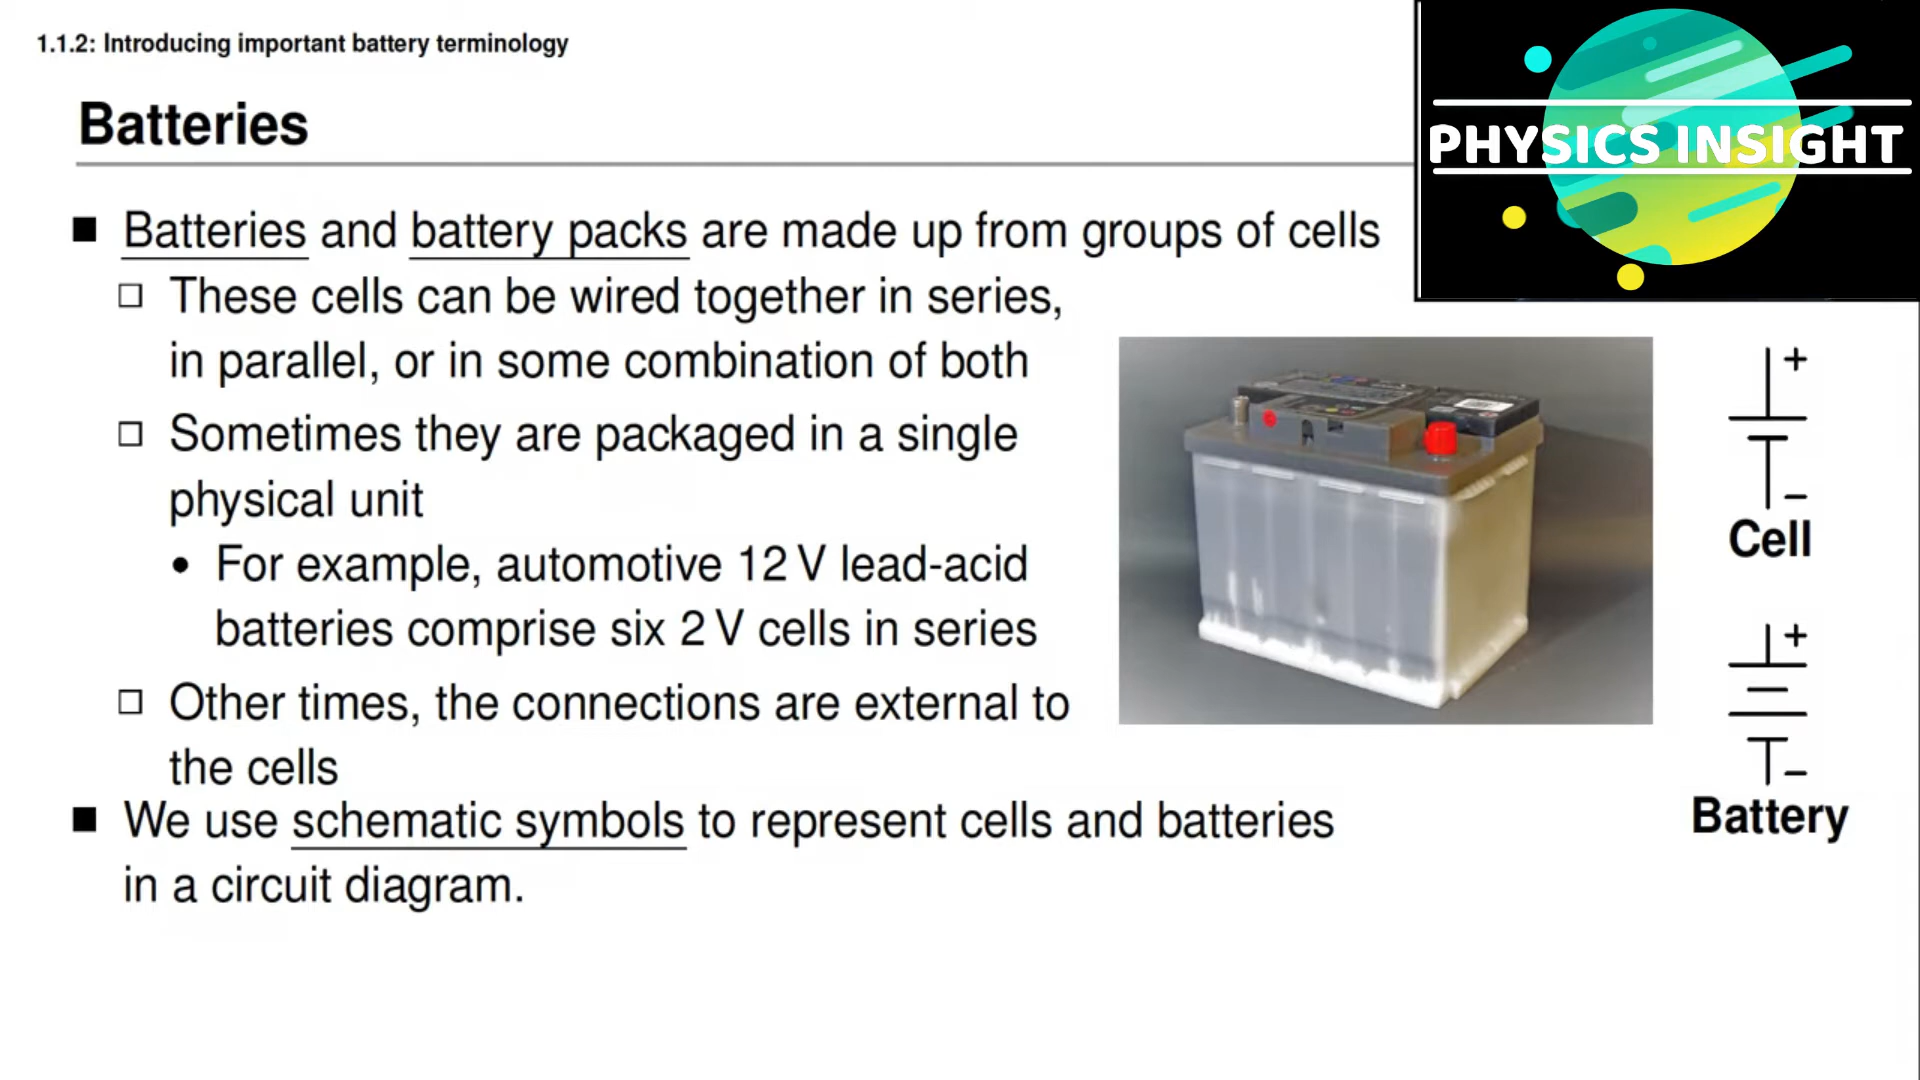 1.1.2: Introducing important battery terminology
PHYSICS INSIGHT
Batteries
Batteries and battery packs are made up from groups of cells
These cells can be wired together in series,
in parallel, or in some combination of both
Sometimes they are packaged in a single
physical unit
For example, automotive 12 V lead-acid
batteries comprise six 2 V cells in series
Other times, the connections are external to
the cells
We use schematic symbols to represent cells and batteries
in a circuit diagram.
+
–
Cell
+
–
Battery